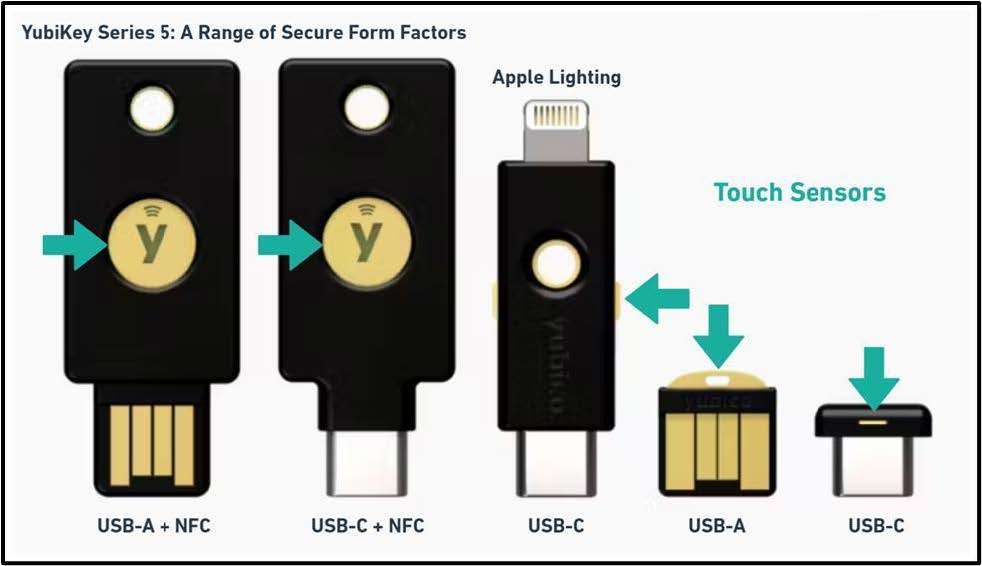 YubiKey Series 5: A Range of Secure Form Factors
Apple Lighting
Touch Sensors
y
y
yubico
yubico
USB-A + NFC
USB-C + NFC
USB-C
USB-A
USB-C